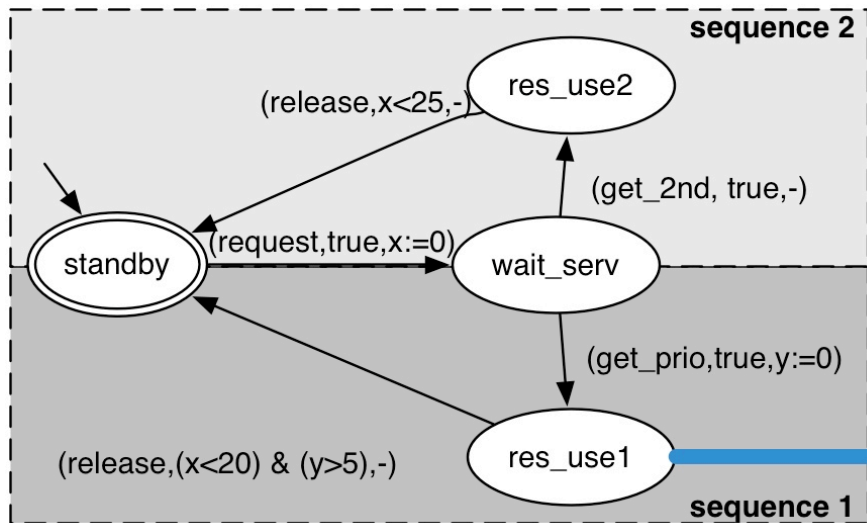 sequence 2
res_use2
(release,x<25,-)
(get_2nd, true,-)
(request,true,x:=0)
standby
wait_serv
(get_prio,true,y:=0)
(release,(x<20) & (y>5),-)
res_use1
sequence 1